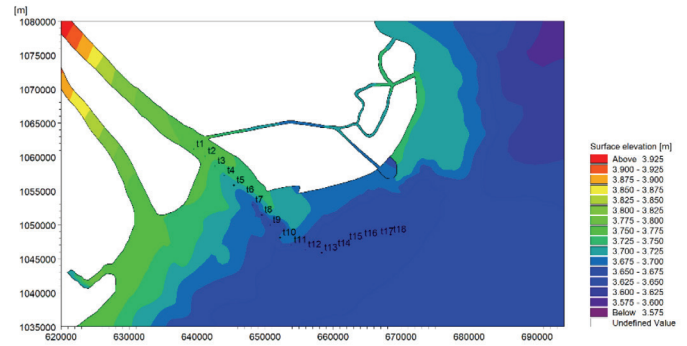 [m]
1080000
1075000
1070000
1065000
1060000
1055000
1050000
1045000
1040000
1035000
620000 630000 640000 650000 660000 670000 680000 690000
t1
t2
t3
t4
t5
t6
t7
t8
t9
t10
t11
t12
t13
t14
t15
t16
t17
t18
Surface elevation [m]
Above 3.925
3.900 - 3.925
3.875 - 3.900
3.850 - 3.875
3.825 - 3.850
3.800 - 3.825
3.775 - 3.800
3.750 - 3.775
3.725 - 3.750
3.700 - 3.725
3.675 - 3.700
3.650 - 3.675
3.625 - 3.650
3.600 - 3.625
3.575 - 3.600
Below 3.575
Undefined Value